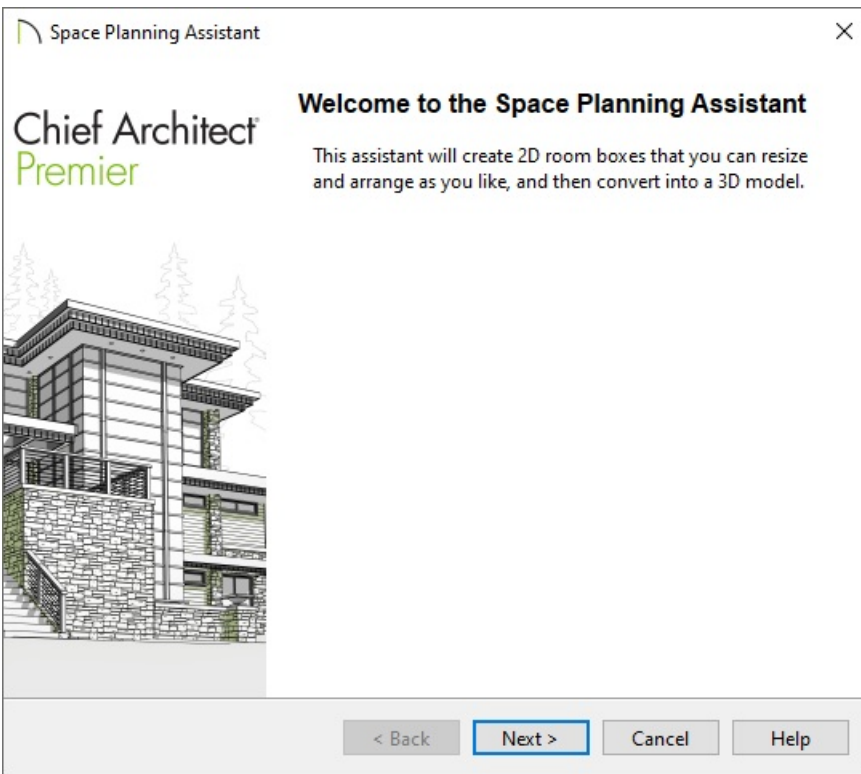 Space Planning Assistant
Chief Architect®
Premier
Welcome to the Space Planning Assistant
This assistant will create 2D room boxes that you can resize
and arrange as you like, and then convert into a 3D model.
< Back Next > Cancel Help